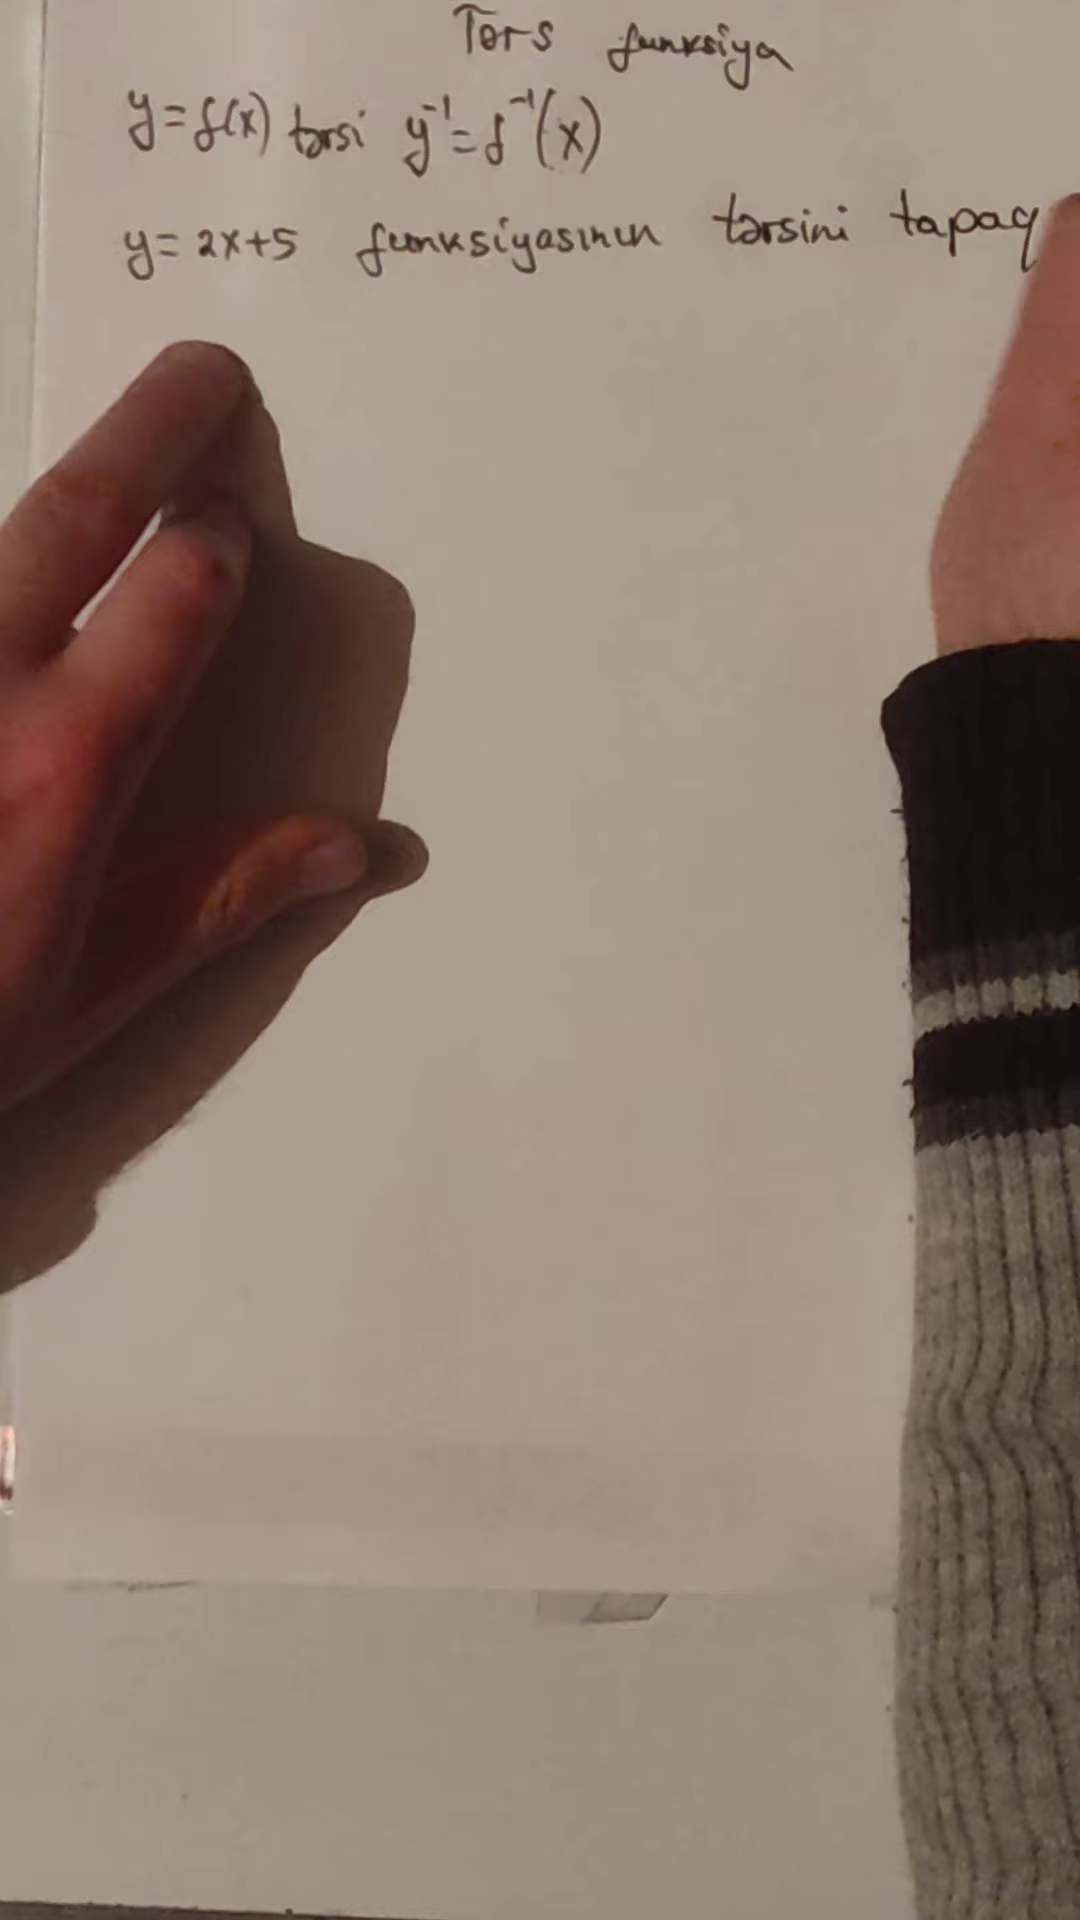 Tərs funksiya
y=f(x) tərsi y⁻¹=f⁻¹(x)
y=2x+5 funksiyasının tərsini tapaq